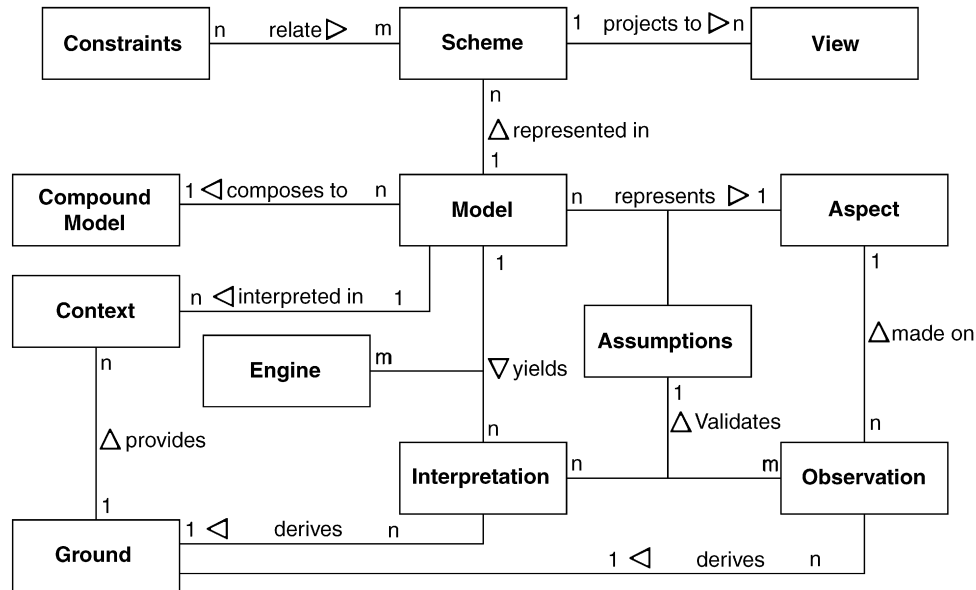 Constraints
n relate m
Scheme
1 projects to n
View
n
represented in
1
Compound
Model
1 composes to n
Model
n represents 1
Aspect
Context
n interpreted in 1
1
1
Assumptions
made on
Engine
m
yields
n
1
Validates
provides
n
n
Interpretation
n
m
Observation
1
1 derives n
Ground
1 derives n